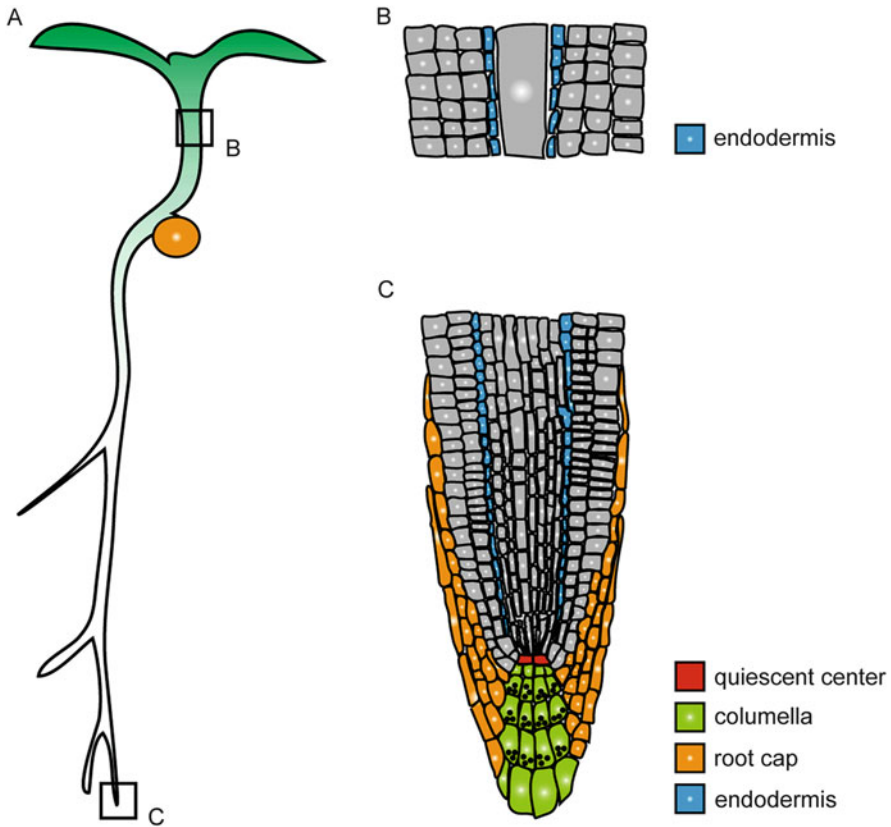 A
B
B
endodermis
C
quiescent center
columella
root cap
endodermis
C